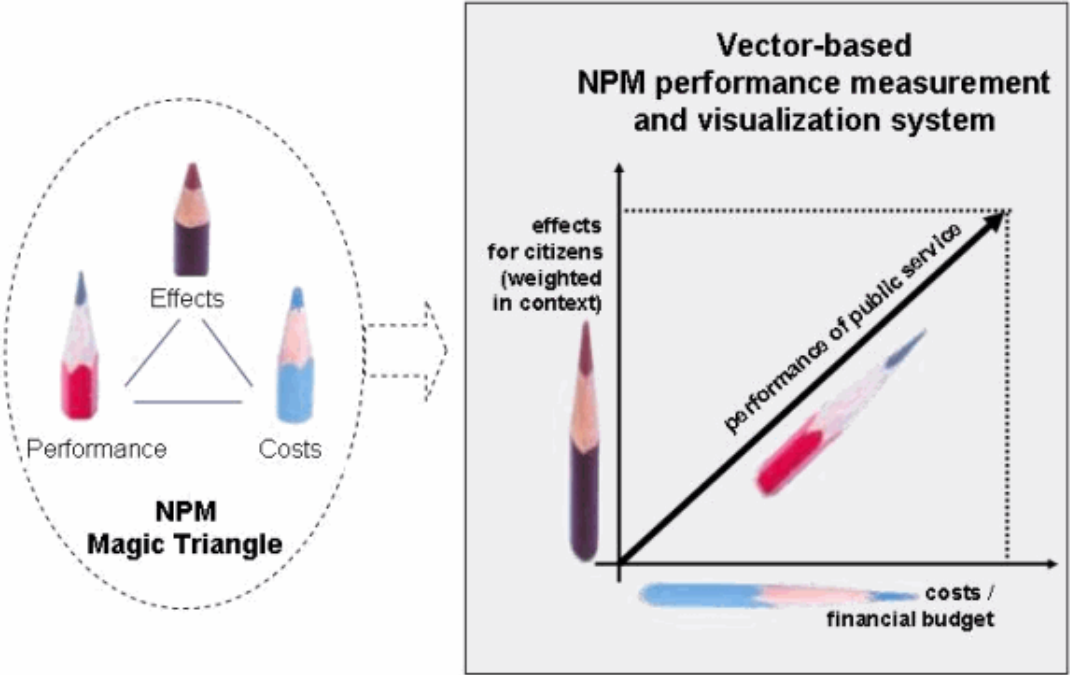 Effects
Performance
Costs
NPM
Magic Triangle
Vector-based
NPM performance measurement
and visualization system
effects
for citizens
(weighted
in context)
performance of public service
costs /
financial budget